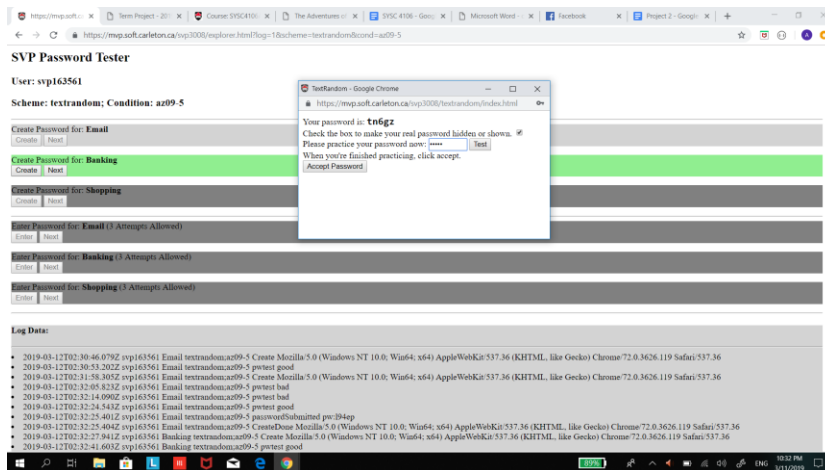 https://mvp.soft.ca
Term Project - 201
Course: SYSC4106
The Adventures of
SYSC 4106 - Goog
Microsoft Word -
Facebook
Project 2 - Google
https://mvp.soft.carleton.ca/svp3008/explorer.html?log=1&scheme=textrandom&cond=az09-5
SVP Password Tester
User: svp163561
Scheme: textrandom; Condition: az09-5
Create Password for: Email
Create Next
Create Password for: Banking
Create Next
Create Password for: Shopping
Create Next
Enter Password for: Email (3 Attempts Allowed)
Enter Next
Enter Password for: Banking (3 Attempts Allowed)
Enter Next
Enter Password for: Shopping (3 Attempts Allowed)
Enter Next
TextRandom - Google Chrome
https://mvp.soft.carleton.ca/svp3008/textrandom/index.html
Your password is: tn6gz
Check the box to make your real password hidden or shown.
Please practice your password now: ••••• Test
When you're finished practicing, click accept.
Accept Password
Log Data:
• 2019-03-12T02:30:46.079Z svp163561 Email textrandom;az09-5 Create Mozilla/5.0 (Windows NT 10.0; Win64; x64) AppleWebKit/537.36 (KHTML, like Gecko) Chrome/72.0.3626.119 Safari/537.36
• 2019-03-12T02:30:53.202Z svp163561 Email textrandom;az09-5 pwtest good
• 2019-03-12T02:31:58.305Z svp163561 Email textrandom;az09-5 Create Mozilla/5.0 (Windows NT 10.0; Win64; x64) AppleWebKit/537.36 (KHTML, like Gecko) Chrome/72.0.3626.119 Safari/537.36
• 2019-03-12T02:32:05.823Z svp163561 Email textrandom;az09-5 pwtest bad
• 2019-03-12T02:32:14.090Z svp163561 Email textrandom;az09-5 pwtest bad
• 2019-03-12T02:32:24.543Z svp163561 Email textrandom;az09-5 pwtest good
• 2019-03-12T02:32:25.401Z svp163561 Email textrandom;az09-5 passwordSubmitted pw:l94ep
• 2019-03-12T02:32:25.404Z svp163561 Email textrandom;az09-5 CreateDone Mozilla/5.0 (Windows NT 10.0; Win64; x64) AppleWebKit/537.36 (KHTML, like Gecko) Chrome/72.0.3626.119 Safari/537.36
• 2019-03-12T02:32:27.941Z svp163561 Banking textrandom;az09-5 Create Mozilla/5.0 (Windows NT 10.0; Win64; x64) AppleWebKit/537.36 (KHTML, like Gecko) Chrome/72.0.3626.119 Safari/537.36
• 2019-03-12T02:32:41.603Z svp163561 Banking textrandom;az09-5 pwtest good
89%
ENG
10:32 PM
3/11/2019